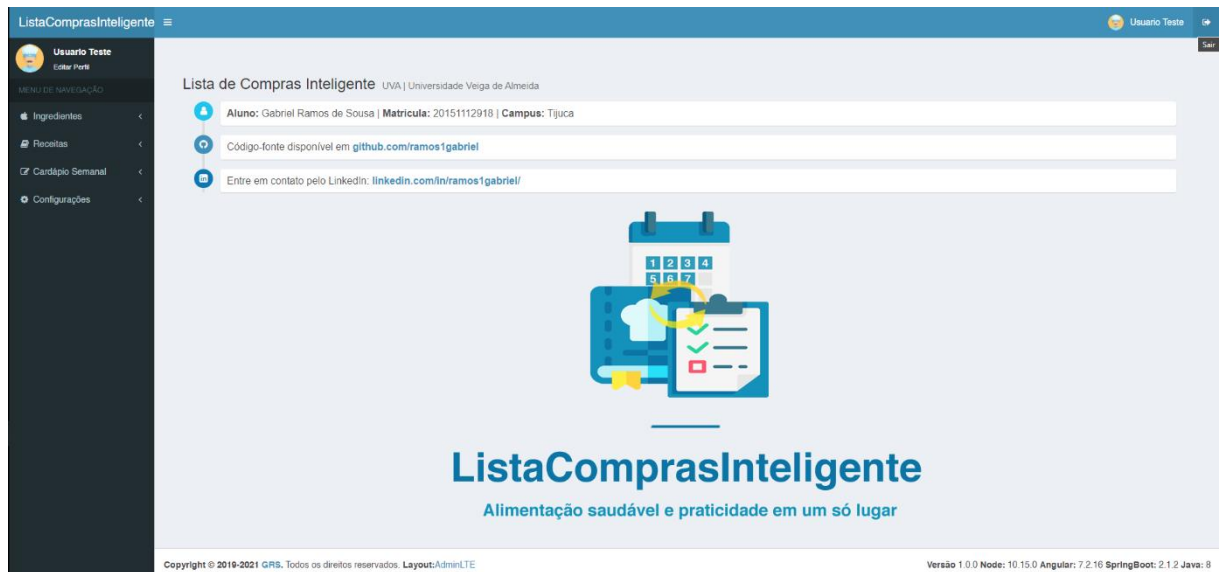 ListaComprasInteligente
Usuario Teste
Sair
Usuario Teste
Editar Perfil
MENU DE NAVEGAÇÃO
Ingredientes
Receitas
Cardápio Semanal
Configurações
Lista de Compras Inteligente UVA | Universidade Veiga de Almeida
Aluno: Gabriel Ramos de Sousa | Matricula: 20151112918 | Campus: Tijuca
Código-fonte disponível em github.com/ramos1gabriel
Entre em contato pelo LinkedIn: linkedin.com/in/ramos1gabriel/
1 2 3 4
5 6 7
ListaComprasInteligente
Alimentação saudável e praticidade em um só lugar
Copyright © 2019-2021 GRS. Todos os direitos reservados. Layout:AdminLTE
Versão 1.0.0 Node: 10.15.0 Angular: 7.2.16 SpringBoot: 2.1.2 Java: 8